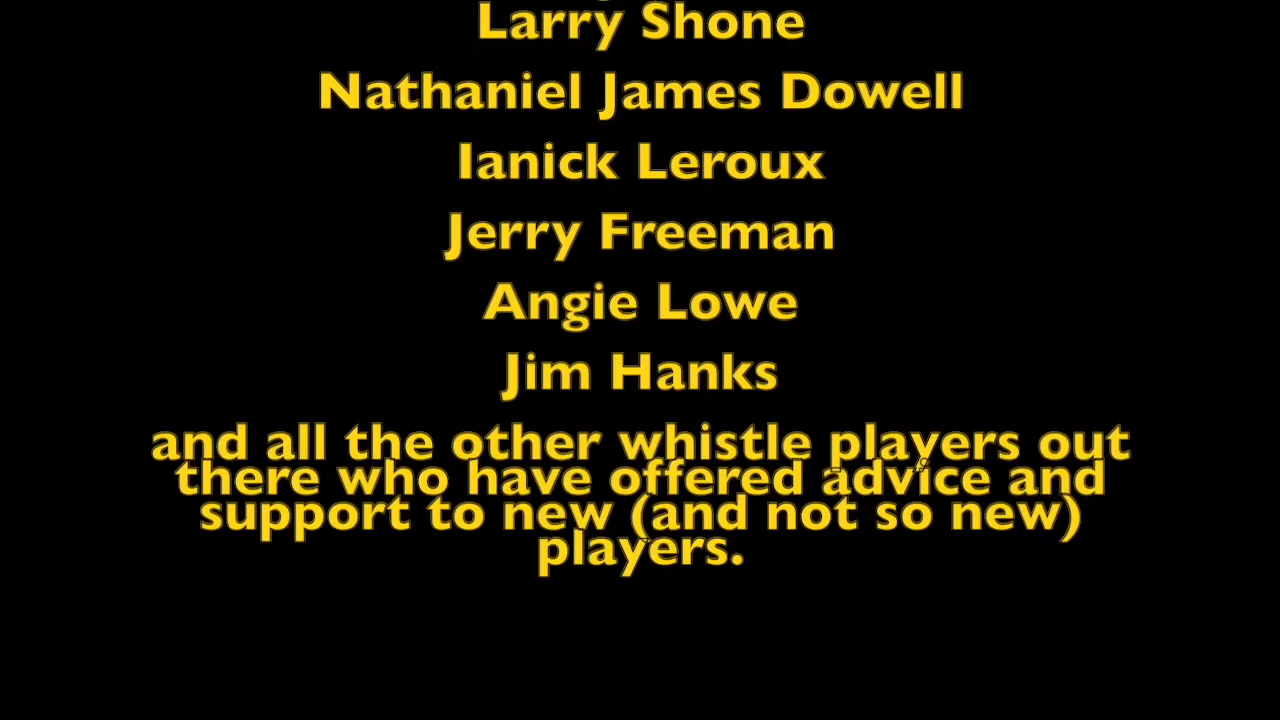 Larry Shone
Nathaniel James Dowell
Ianick Leroux
Jerry Freeman
Angie Lowe
Jim Hanks
and all the other whistle players out
there who have offered advice and
support to new (and not so new)
players.